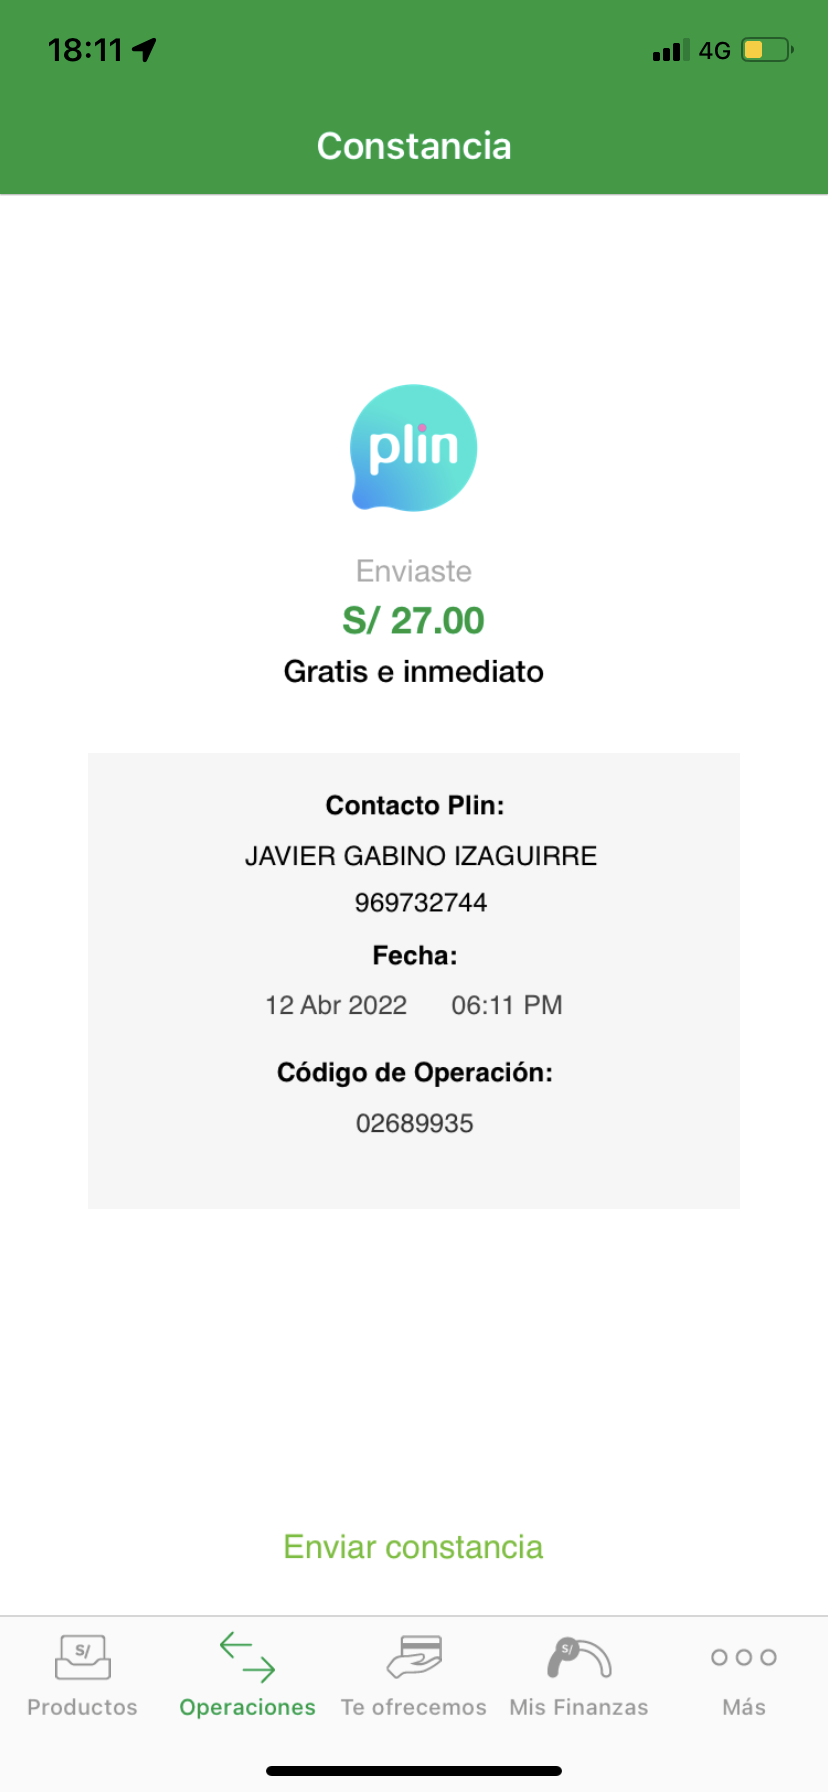 18:11 4G
Constancia
plin
Enviaste
S/ 27.00
Gratis e inmediato
Contacto Plin:
JAVIER GABINO IZAGUIRRE
969732744
Fecha:
12 Abr 2022 06:11 PM
Código de Operación:
02689935
Enviar constancia
S/ S/
Productos Operaciones Te ofrecemos Mis Finanzas Más